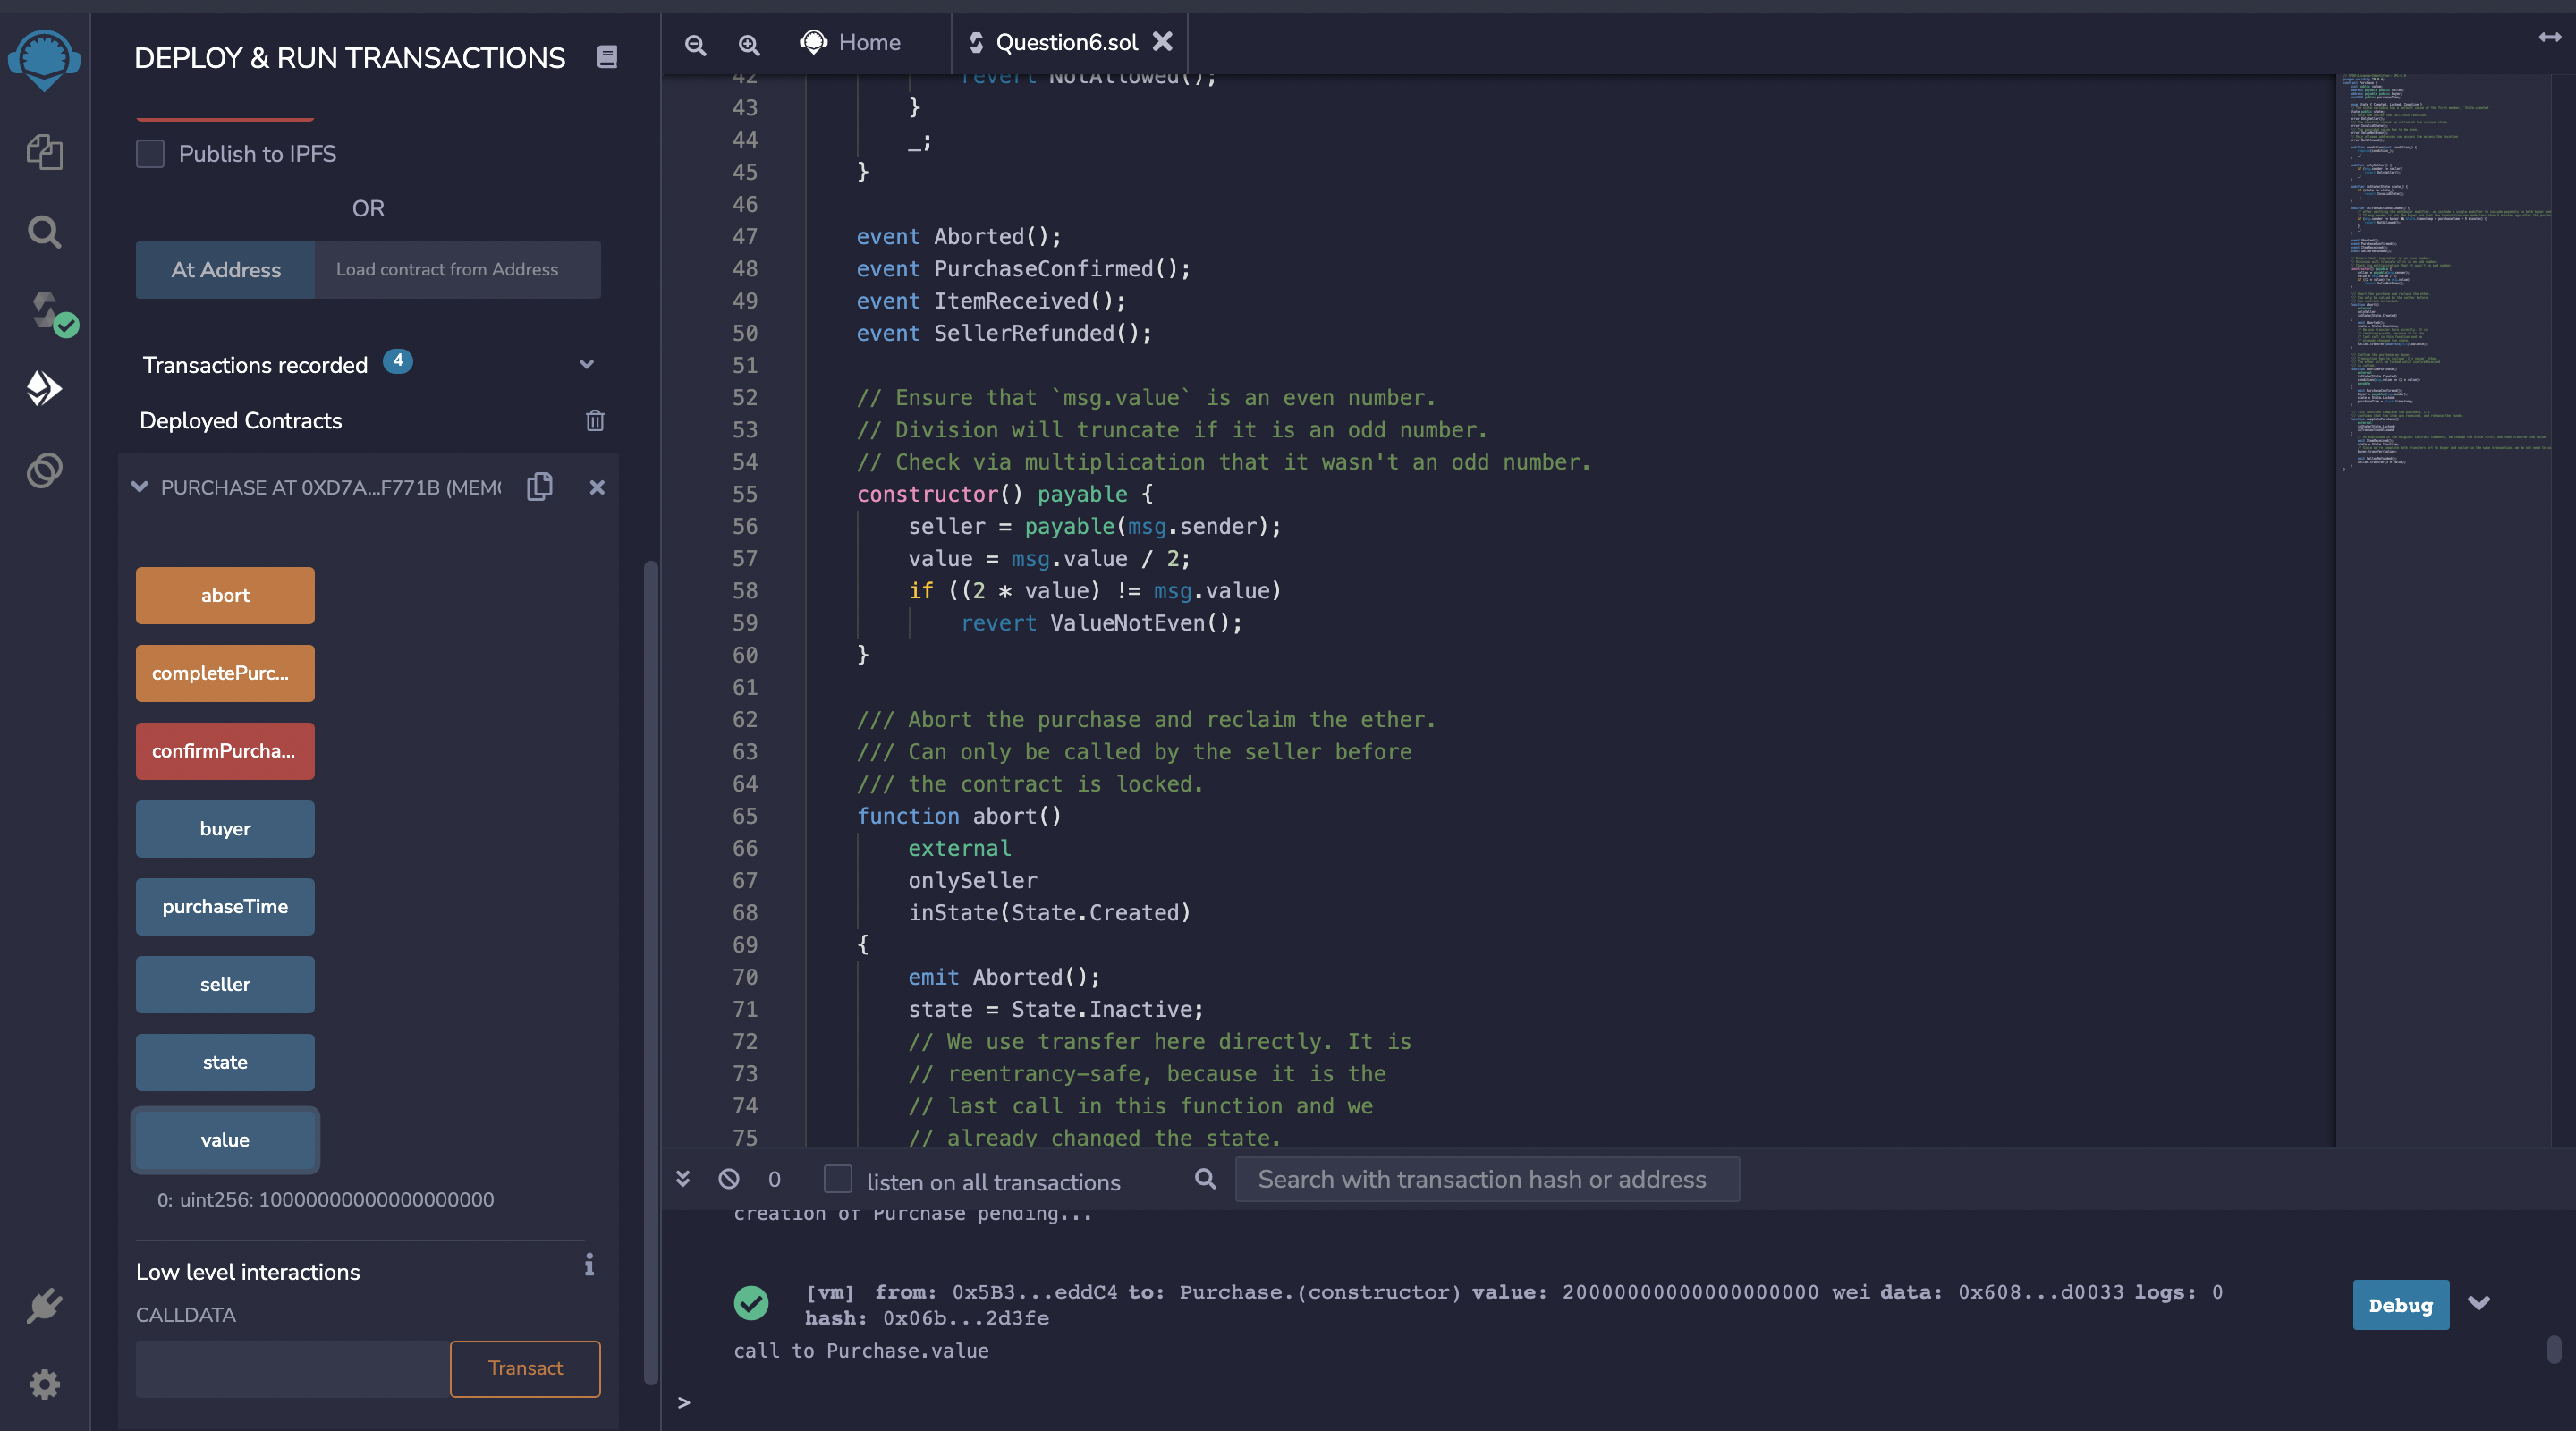 DEPLOY & RUN TRANSACTIONS
Publish to IPFS
OR
At Address
Load contract from Address
Transactions recorded 4
Deployed Contracts
PURCHASE AT 0XD7A...F771B (MEM
abort
completePurc...
confirmPurcha...
buyer
purchaseTime
seller
state
value
0: uint256: 10000000000000000000
Low level interactions
CALLDATA
Transact
Home
Question6.sol
42 revert NotAllowed();
43 }
44 _;
45 }
46
47 event Aborted();
48 event PurchaseConfirmed();
49 event ItemReceived();
50 event SellerRefunded();
51
52 // Ensure that `msg.value` is an even number.
53 // Division will truncate if it is an odd number.
54 // Check via multiplication that it wasn't an odd number.
55 constructor() payable {
56 seller = payable(msg.sender);
57 value = msg.value / 2;
58 if ((2 * value) != msg.value)
59 revert ValueNotEven();
60 }
61
62 /// Abort the purchase and reclaim the ether.
63 /// Can only be called by the seller before
64 /// the contract is locked.
65 function abort()
66 external
67 onlySeller
68 inState(State.Created)
69 {
70 emit Aborted();
71 state = State.Inactive;
72 // We use transfer here directly. It is
73 // reentrancy-safe, because it is the
74 // last call in this function and we
75 // already changed the state.
0
listen on all transactions
Search with transaction hash or address
creation of Purchase pending...
[vm] from: 0x5B3...eddC4 to: Purchase.(constructor) value: 20000000000000000000 wei data: 0x608...d0033 logs: 0
hash: 0x06b...2d3fe
Debug
call to Purchase.value
>